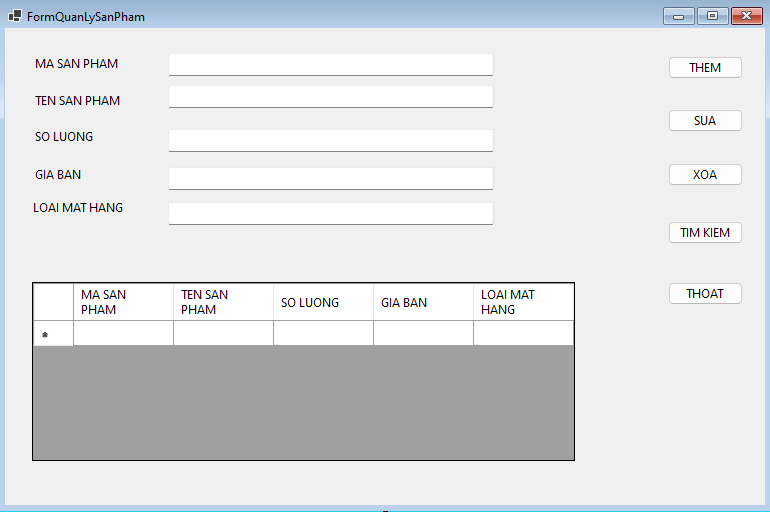 FormQuanLySanPham
MA SAN PHAM
THEM
TEN SAN PHAM
SUA
SO LUONG
GIA BAN
XOA
LOAI MAT HANG
TIM KIEM
MA SAN
PHAM
TEN SAN
PHAM
SO LUONG
GIA BAN
LOAI MAT
HANG
THOAT
*